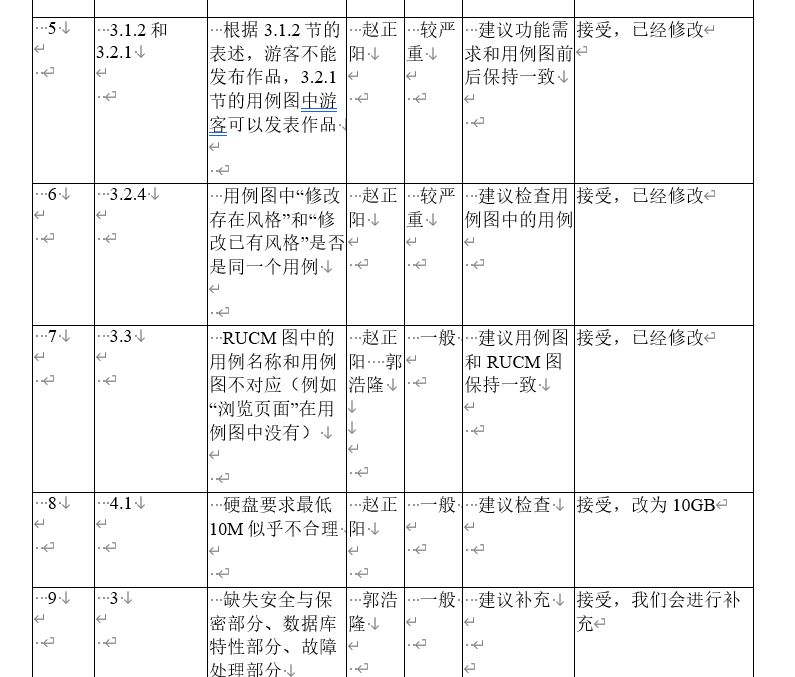 5
3.1.2 和
3.2.1
根据 3.1.2 节的
表述，游客不能
发布作品，3.2.1
节的用例图中游
客可以发表作品
赵正
阳
较严
重
建议功能需
求和用例图前
后保持一致
接受，已经修改
6
3.2.4
用例图中“修改
存在风格”和“修
改已有风格”是否
是同一个用例
赵正
阳
较严
重
建议检查用
例图中的用例
接受，已经修改
7
3.3
RUCM 图中的
用例名称和用例
图不对应（例如
“浏览页面”在用
例图中没有）
赵正
阳 郭
浩隆
一般
建议用例图
和 RUCM 图
保持一致
接受，已经修改
8
4.1
硬盘要求最低
10M 似乎不合理
赵正
阳
一般
建议检查
接受，改为 10GB
9
3
缺失安全与保
密部分、数据库
特性部分、故障
处理部分
郭浩
隆
一般
建议补充
接受，我们会进行补
充